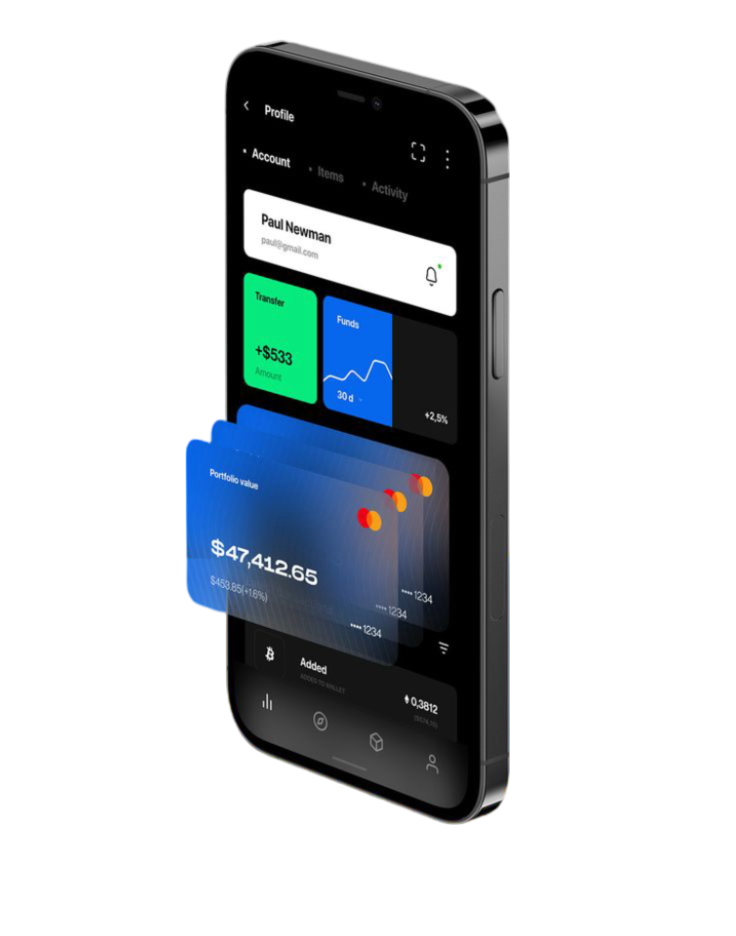 Profile
Account
Items
Activity
Paul Newman
paul@gmail.com
Transfer
+$533
Amount
Funds
30 d
+2,5%
Portfolio value
$47,412.65
$453.85(+1.6%)
•••• 1234
•••• 1234
•••• 1234
Added
ADDED TO WALLET
0,3812